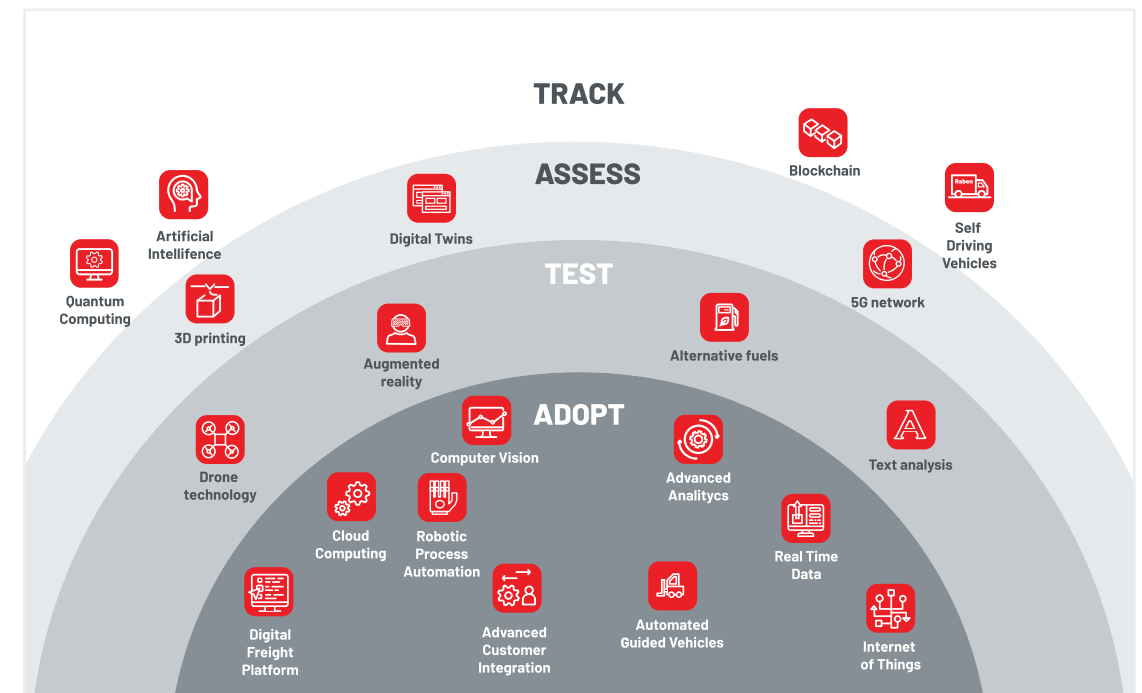 TRACK
Blockchain
ASSESS
Raben
Artificial
Intellifence
Digital Twins
Self
Driving
Vehicles
Quantum
Computing
3D printing
TEST
5G network
Augmented
reality
Alternative fuels
ADOPT
Computer Vision
Text analysis
Drone
technology
Advanced
Analitycs
Cloud
Computing
Robotic
Process
Automation
Real Time
Data
Digital
Freight
Platform
Advanced
Customer
Integration
Automated
Guided Vehicles
Internet
of Things